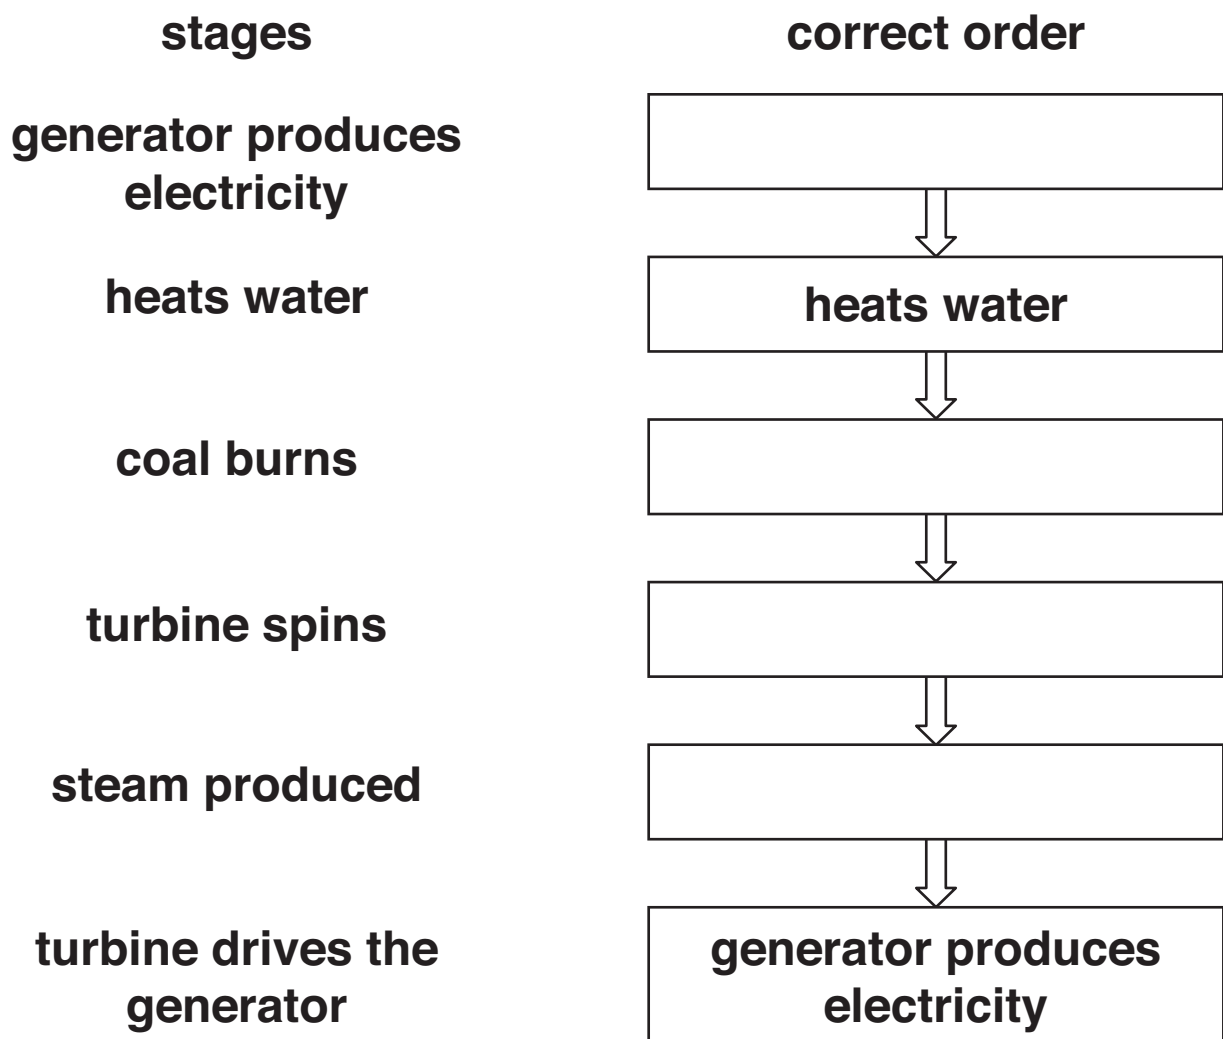 stages
correct order
generator produces
electricity
heats water
heats water
coal burns
turbine spins
steam produced
turbine drives the
generator
generator produces
electricity